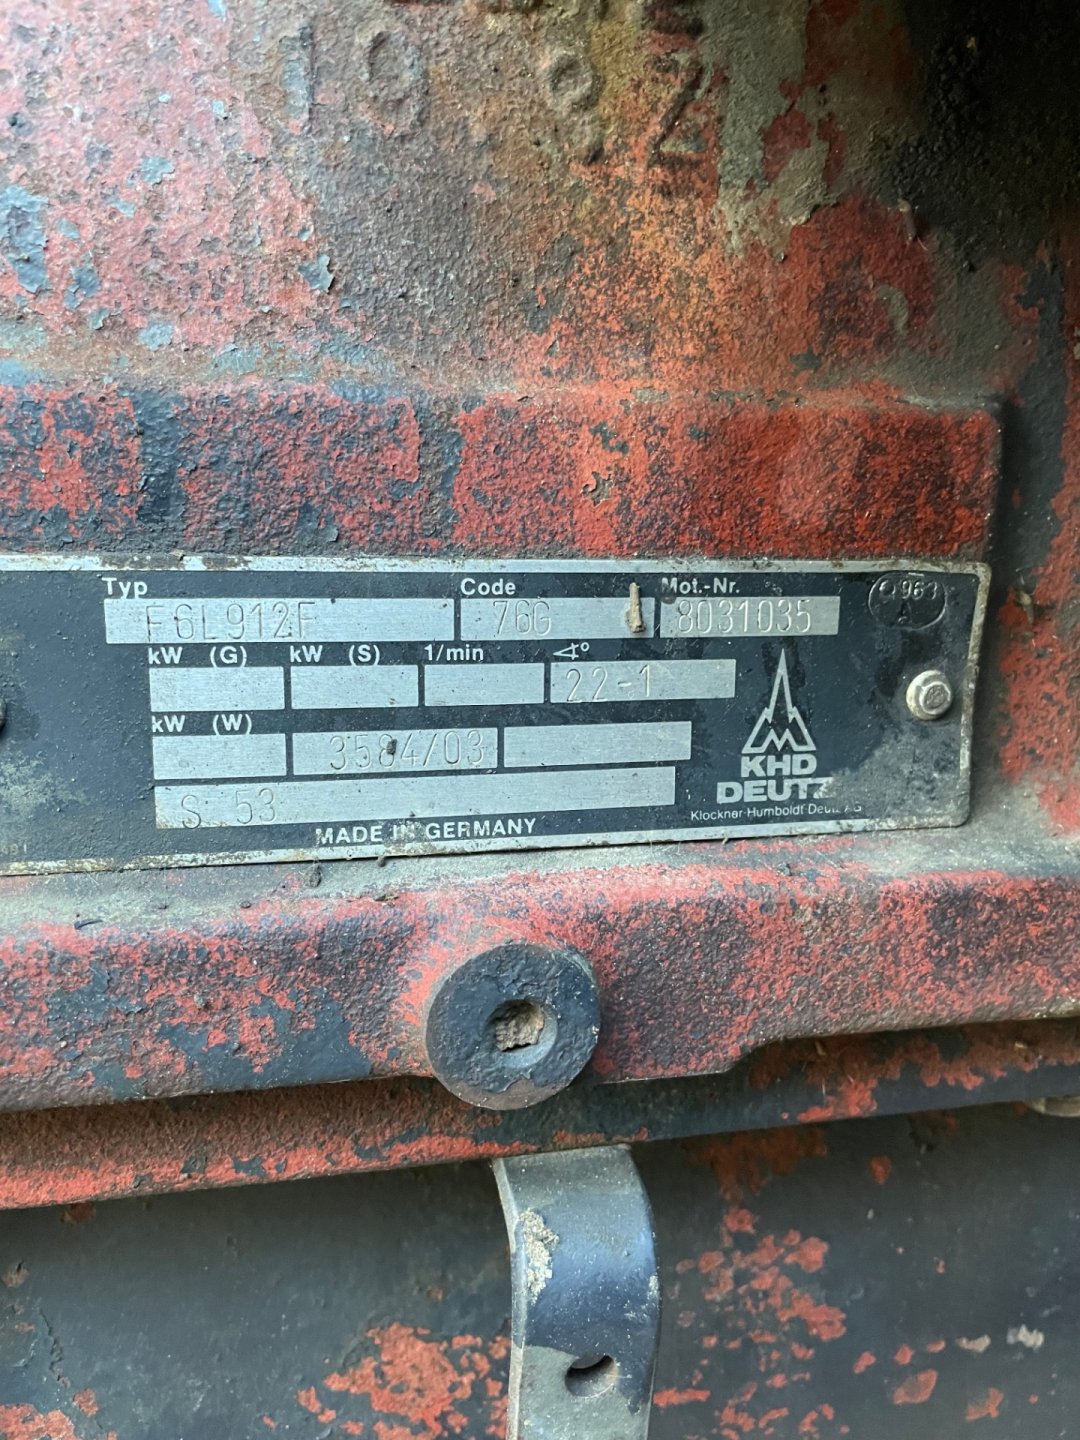 Typ Code Mot.-Nr.
F6L912F 76G 8031035
kW (G) kW (S) 1/min ∢°
22-1
kW (W)
3584/03
S 53
KHD
DEUTZ
Klöckner-Humboldt-Deutz AG
MADE IN GERMANY